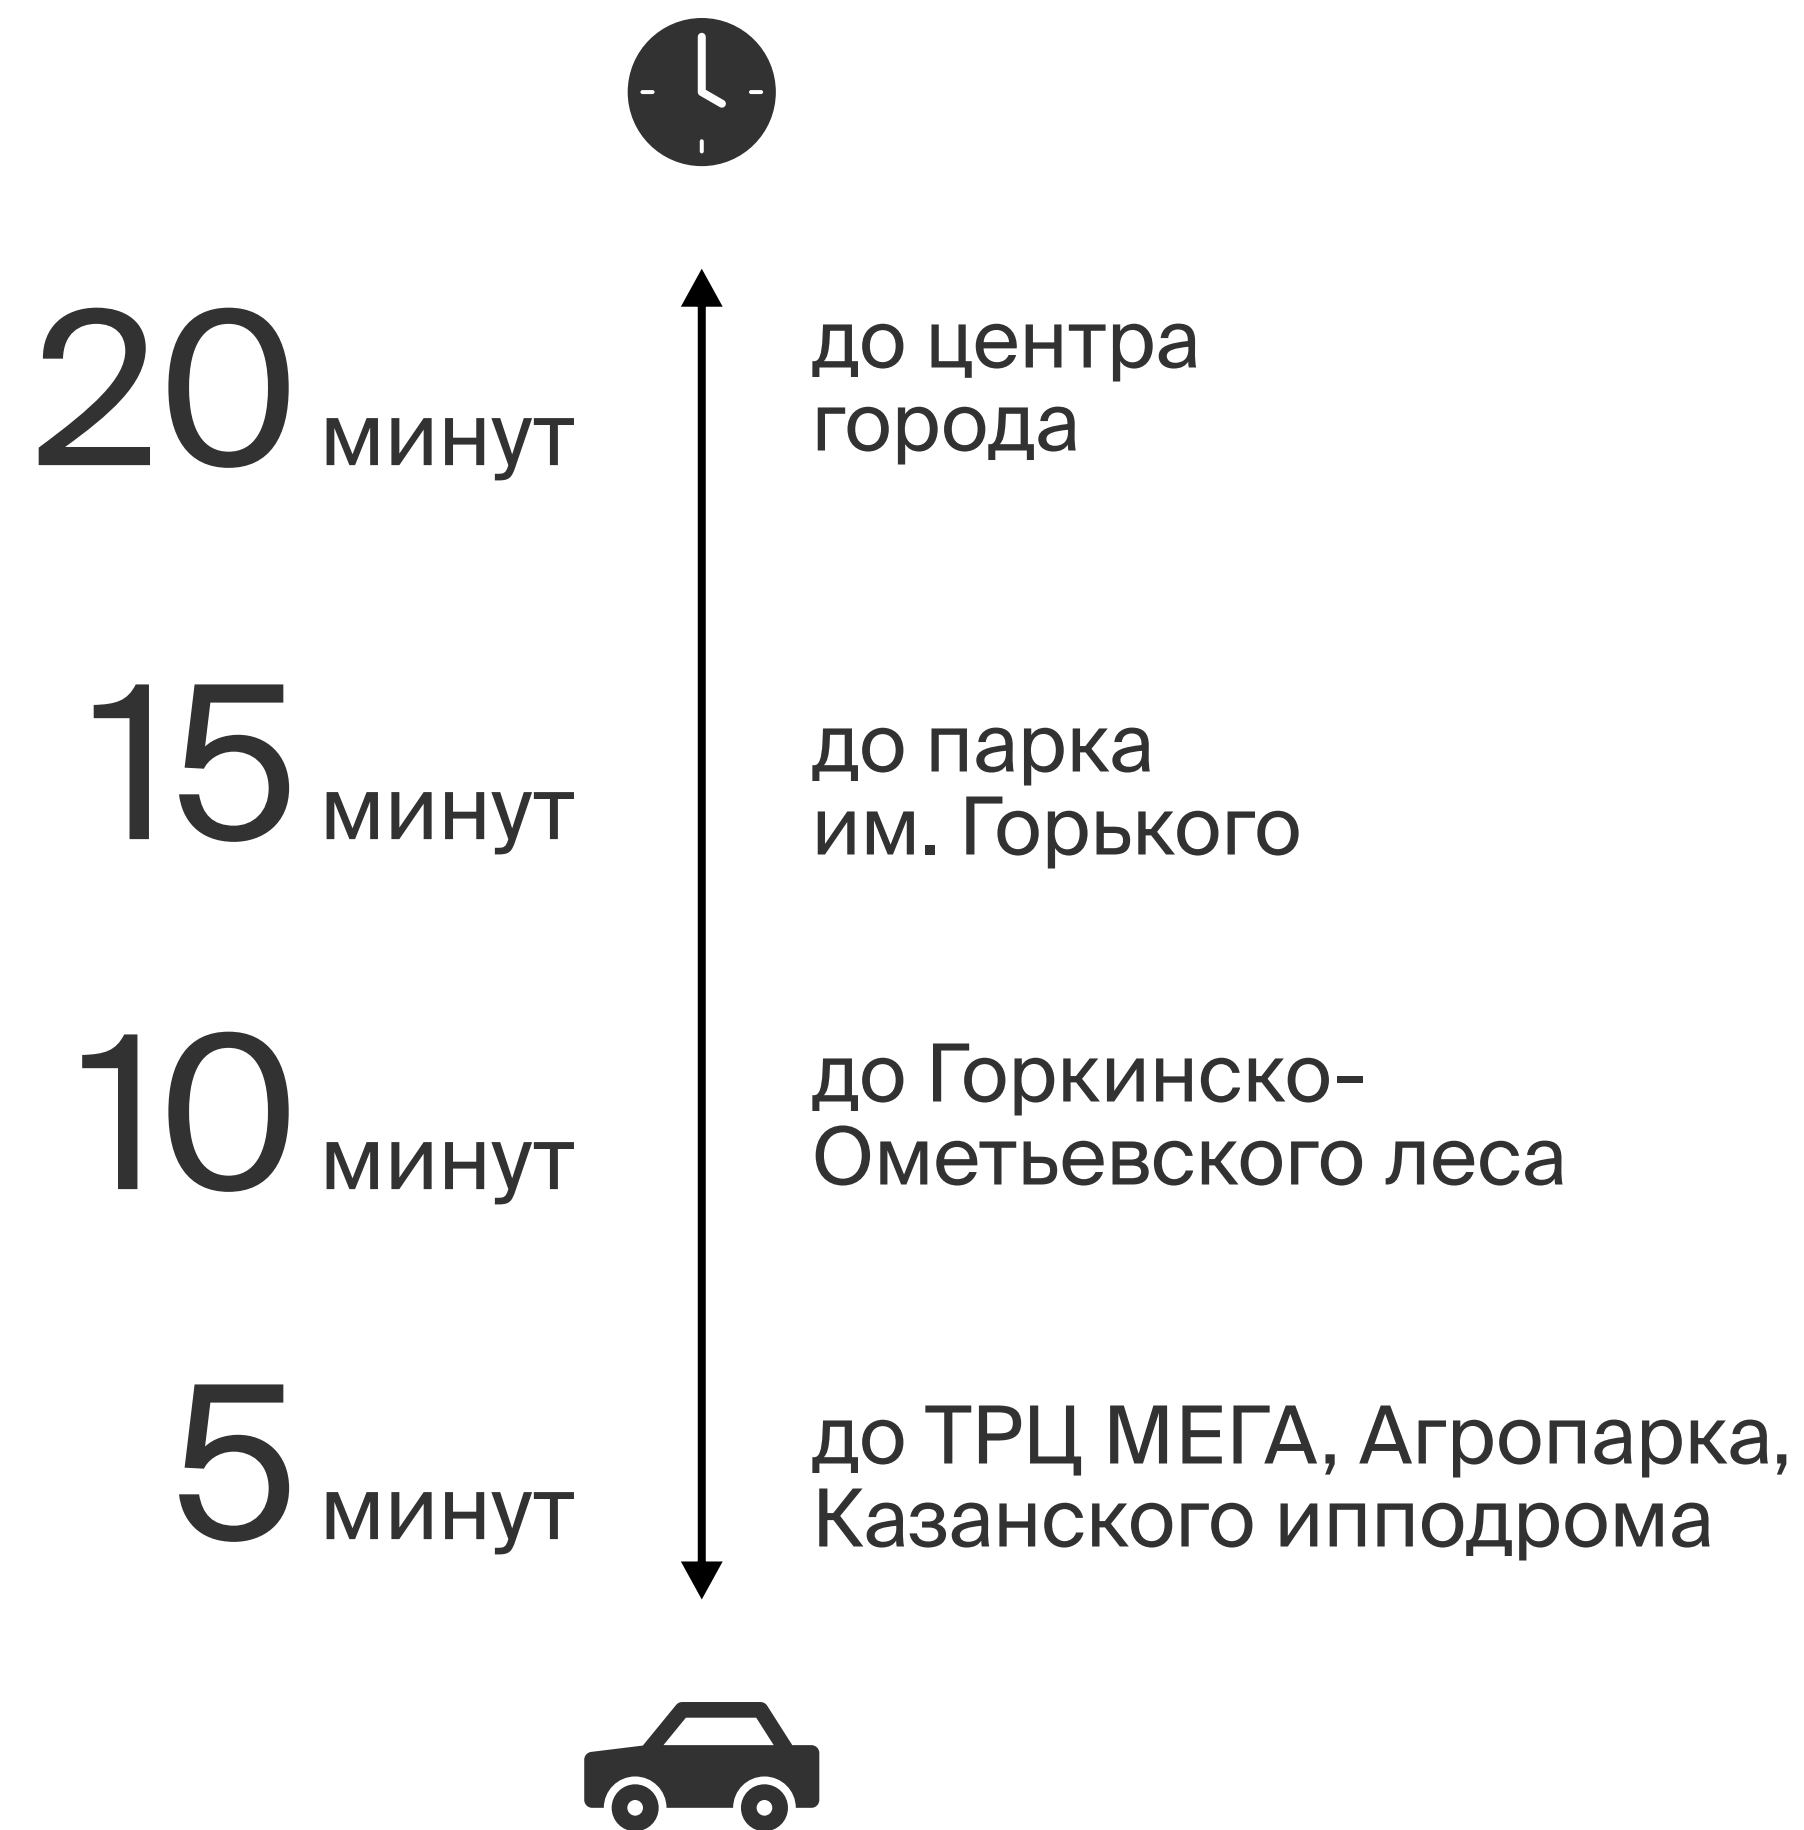 20 минут
до центра
города
15 минут
до парка
им. Горького
10 минут
до Горкинско-
Ометьевского леса
5 минут
до ТРЦ МЕГА, Агропарка,
Казанского ипподрома